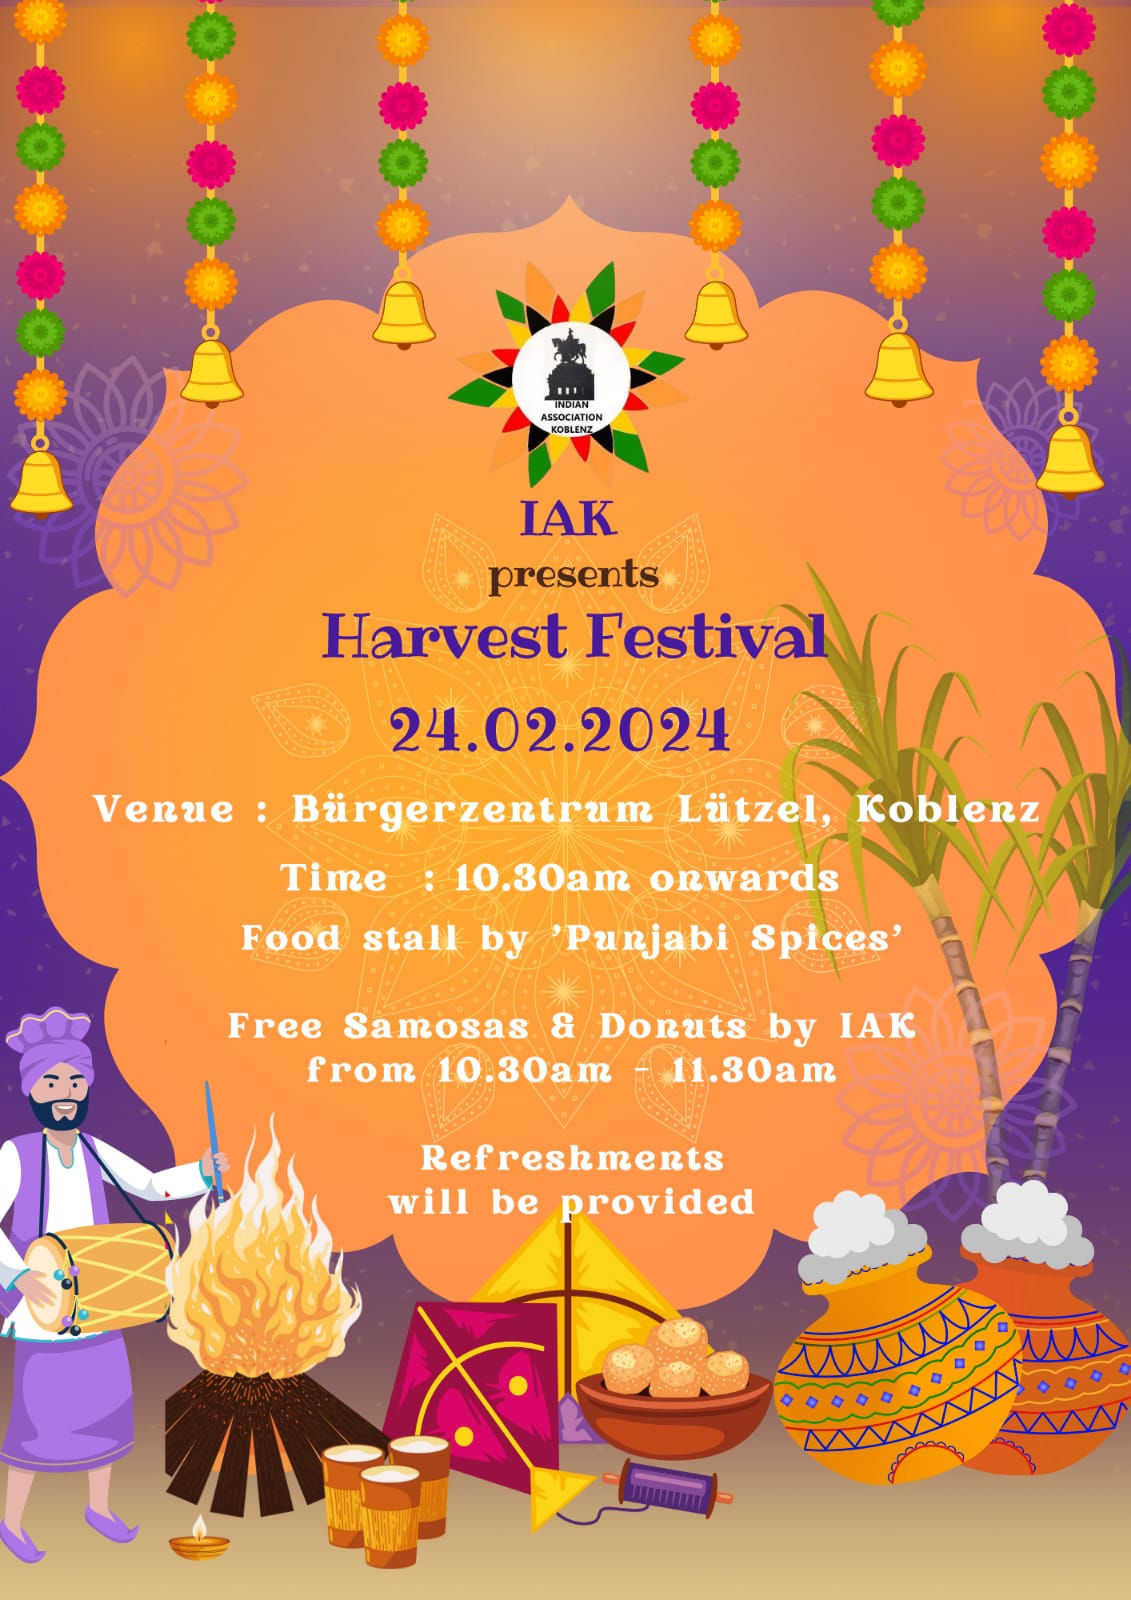 INDIAN
ASSOCIATION
KOBLENZ
IAK
presents
Harvest Festival
24.02.2024
Venue : Bürgerzentrum Lützel, Koblenz
Time : 10.30am onwards
Food stall by 'Punjabi Spices'
Free Samosas & Donuts by IAK
from 10.30am - 11.30am
Refreshments
will be provided